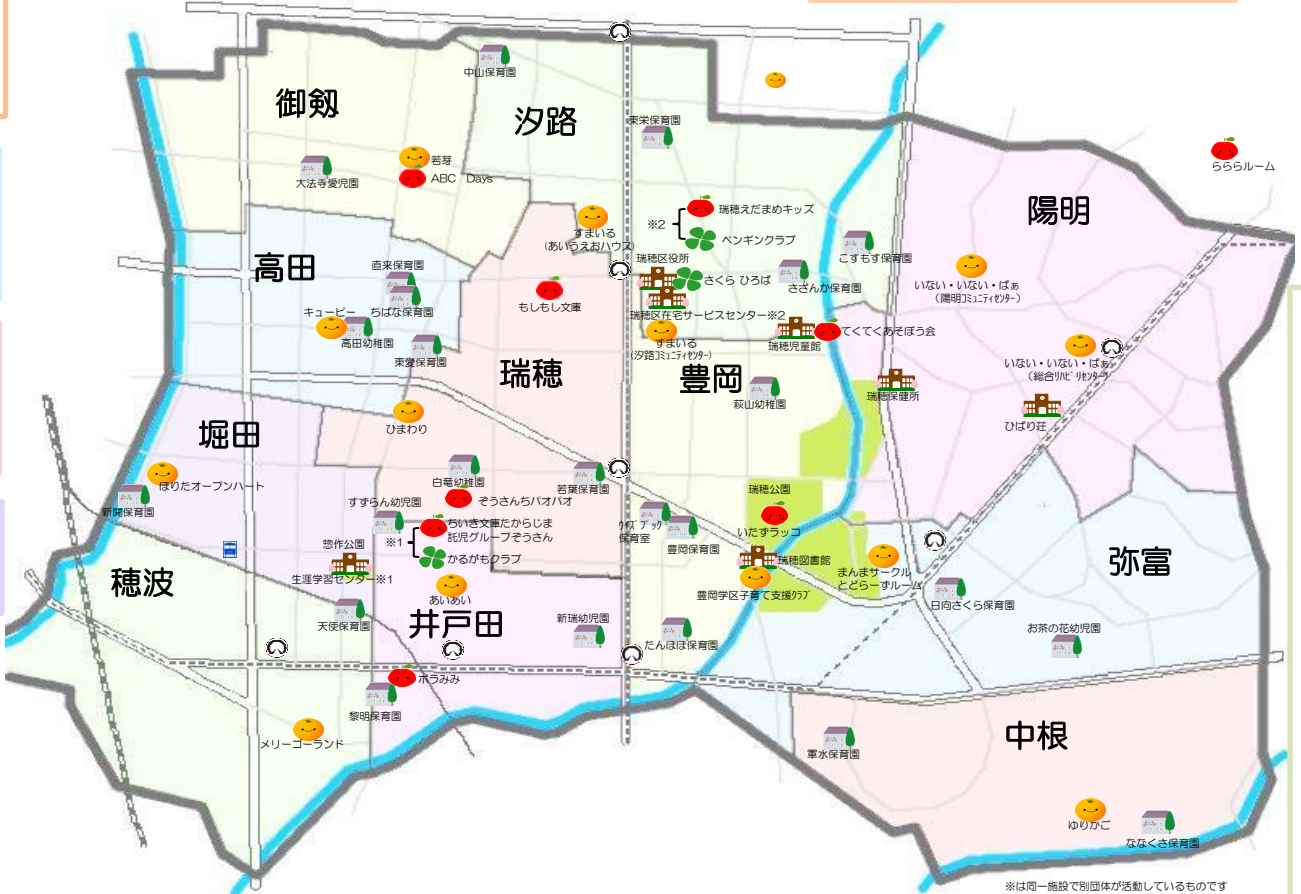 中山保育園
御剱
汐路
東栄保育園
若芽
ABC Days
大法寺愛児園
らららルーム
陽明
※2
瑞穂えだまめキッズ
ペンギンクラブ
すまいる
(あいうえおハウス)
こすもす保育園
高田
直来保育園
瑞穂区役所
さくら ひろば
ささんか保育園
いない・いない・ばぁ
(陽明コミュニティセンター)
キューピー
ちばな保育園
もしもし文庫
瑞穂区在宅サービスセンター※2
高田幼稚園
すまいる
(汐路コミュニティセンター)
瑞穂児童館
てくてくあそぼう会
東愛保育園
瑞穂
豊岡
いない・いない・ばぁ
(総合リハビリセンター)
萩山幼稚園
瑞穂保健所
ひばり荘
堀田
ひまわり
白竜幼稚園
ほりたオープンハート
新開保育園
すずらん幼児園
ぞうさんちパオパオ
若葉保育園
瑞穂公園
※1
ちいき文庫たからじま
託児グループぞうさん
かるがもクラブ
保育室
豊岡保育園
いたずラッコ
惣作公園
生涯学習センター※1
瑞穂図書館
まんまサークル
とどらーずルーム
弥富
穂波
あいあい
豊岡学区子育て支援クラブ
日向さくら保育園
天使保育園
井戸田
新瑞幼児園
たんぽぽ保育園
お茶の花幼児園
ボラみみ
黎明保育園
メリーゴーランド
軍水保育園
中根
ゆりかご
ななくさ保育園
※は同一施設で別団体が活動しているものです